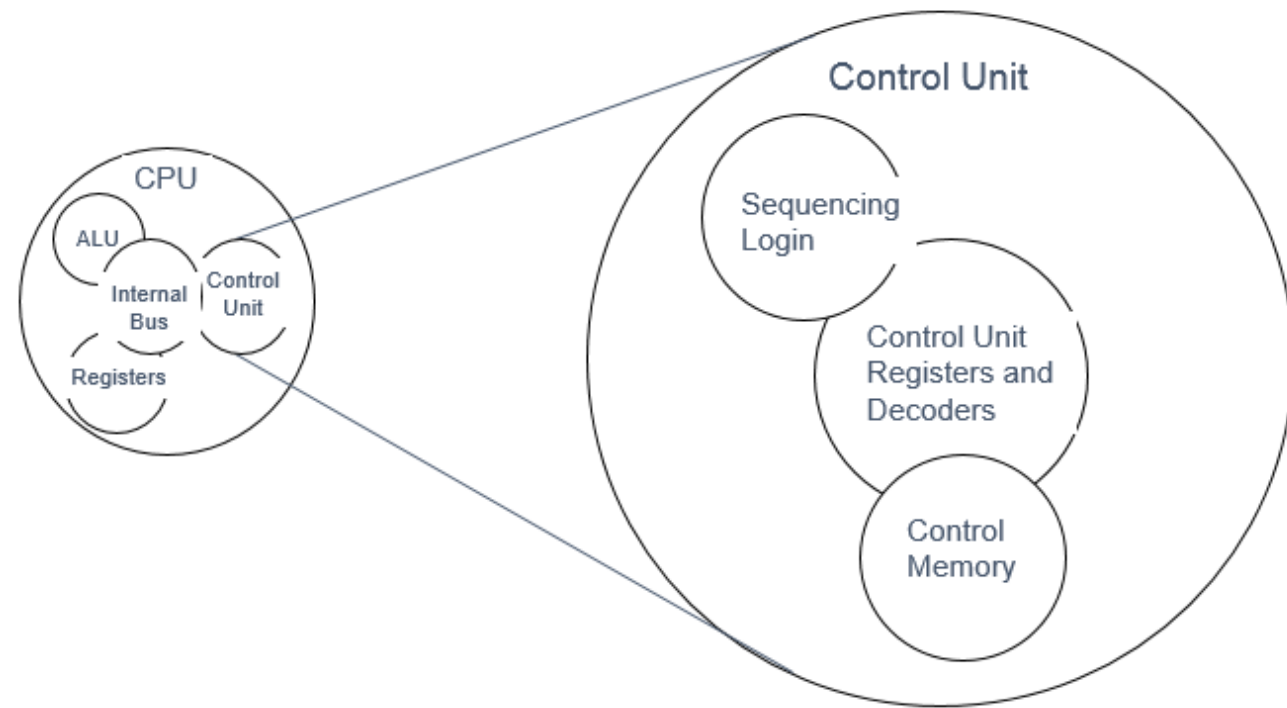 CPU
ALU
Internal
Bus
Control
Unit
Registers
Control Unit
Sequencing
Login
Control Unit
Registers and
Decoders
Control
Memory